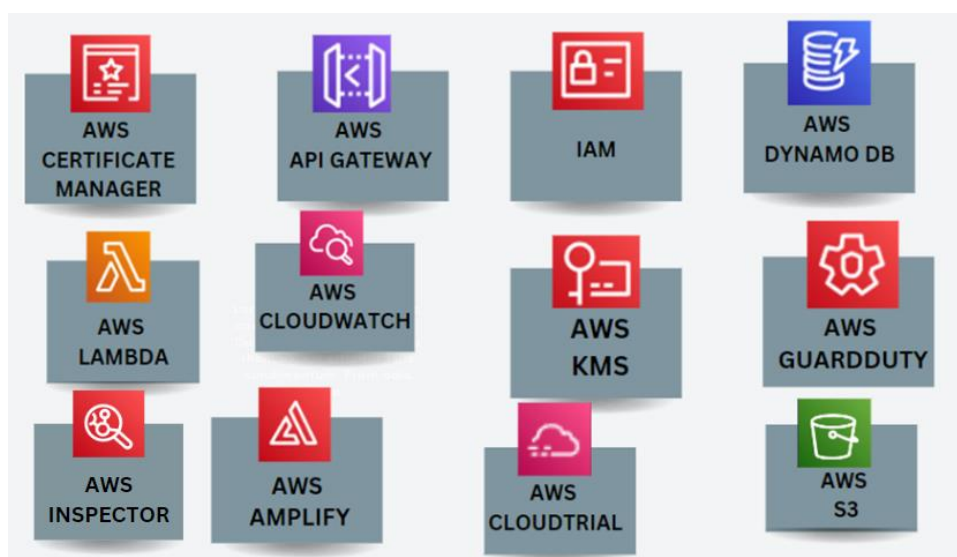 AWS
CERTIFICATE
MANAGER
AWS
API GATEWAY
IAM
AWS
DYNAMO DB
AWS
LAMBDA
AWS
CLOUDWATCH
AWS
KMS
AWS
GUARDDUTY
AWS
INSPECTOR
AWS
AMPLIFY
AWS
CLOUDTRIAL
AWS
S3